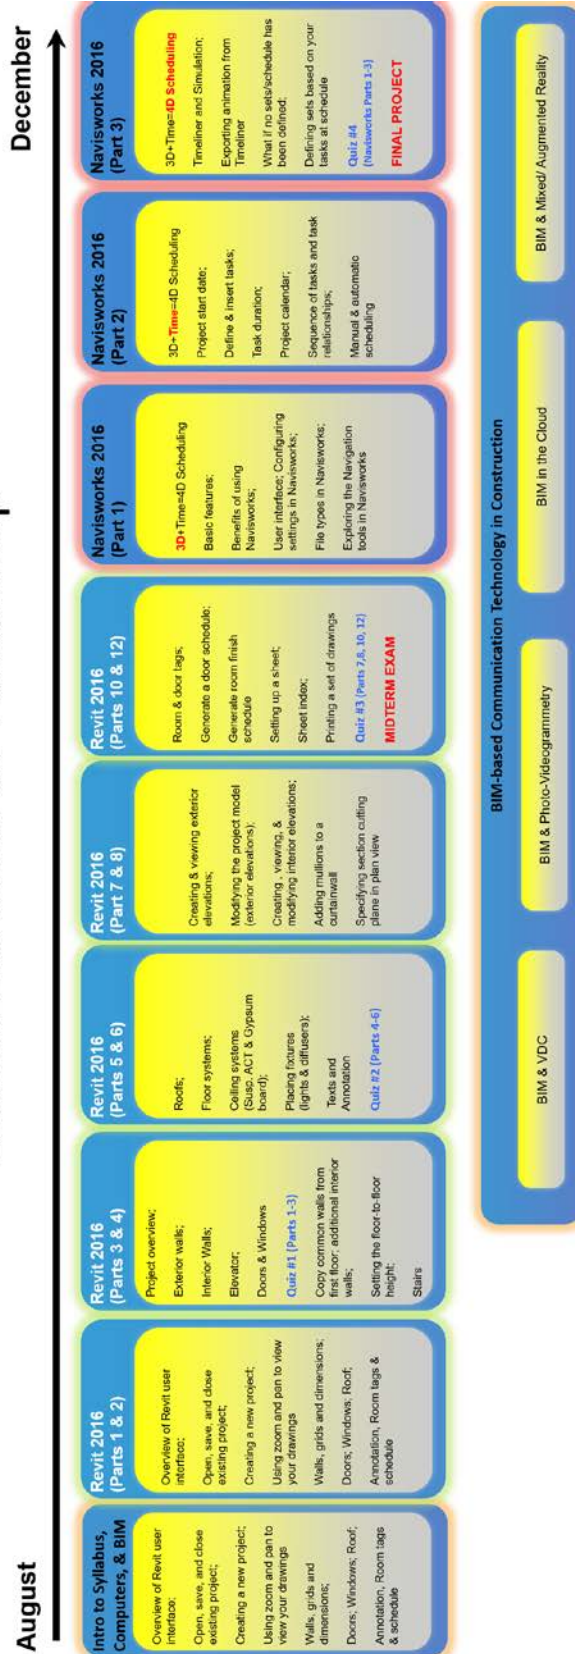 August
December
Intro to Syllabus,
Computers, & BIM
Overview of Revit user
interface;
Open, save, and close
existing project;
Creating a new project;
Using zoom and pan to
view your drawings
Walls, grids and
dimensions;
Doors; Windows; Roof;
Annotation, Room tags
& schedule
Revit 2016
(Parts 1 & 2)
Overview of Revit user
interface;
Open, save, and close
existing project;
Creating a new project;
Using zoom and pan to view
your drawings
Walls, grids and dimensions;
Doors; Windows; Roof;
Annotation, Room tags &
schedule
Revit 2016
(Parts 3 & 4)
Project overview;
Exterior walls;
Interior Walls;
Elevator;
Doors & Windows
Quiz #1 (Parts 1-3)
Copy common walls from
first floor; additional interior
walls;
Setting the floor-to-floor
height;
Stairs
Revit 2016
(Parts 5 & 6)
Roofs;
Floor systems;
Ceiling systems
(Susp. ACT & Gypsum
board);
Placing fixtures
(lights & diffusers);
Texts and
Annotation
Quiz #2 (Parts 4-6)
Revit 2016
(Part 7 & 8)
Creating & viewing exterior
elevations;
Modifying the project model
(exterior elevations);
Creating , viewing, &
modifying interior elevations;
Adding mullions to a
curtainwall
Specifying section cutting
plane in plan view
Revit 2016
(Parts 10 & 12)
Room & door tags;
Generate a door schedule;
Generate room finish
schedule
Setting up a sheet;
Sheet index;
Printing a set of drawings
Quiz #3 (Parts 7,8, 10, 12)
MIDTERM EXAM
Navisworks 2016
(Part 1)
3D+Time=4D Scheduling
Basic features;
Benefits of using
Navisworks;
User interface; Configuring
settings in Navisworks;
File types in Navisworks;
Exploring the Navigation
tools in Navisworks
Navisworks 2016
(Part 2)
3D+Time=4D Scheduling
Project start date;
Define & insert tasks;
Task duration;
Project calendar;
Sequence of tasks and task
relationships;
Manual & automatic
scheduling
Navisworks 2016
(Part 3)
3D+Time=4D Scheduling
Timeliner and Simulation;
Exporting animation from
Timeliner
What if no sets/schedule has
been defined;
Defining sets based on your
tasks at schedule
Quiz #4
(Navisworks Parts 1-3)
FINAL PROJECT
BIM-based Communication Technology in Construction
BIM & VDC
BIM & Photo-Videogrammetry
BIM in the Cloud
BIM & Mixed/ Augmented Reality